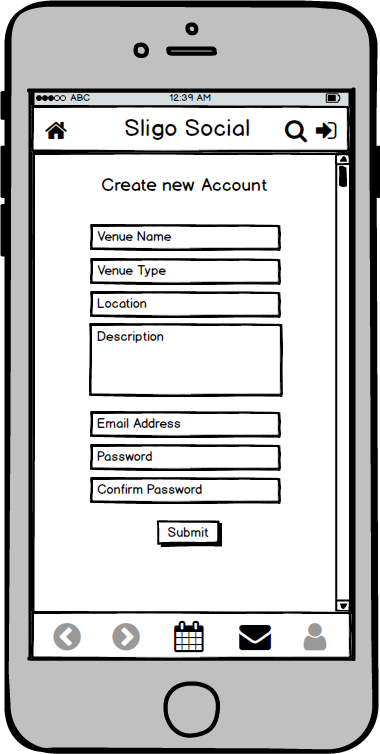 ABC 12:39 AM
Sligo Social
Create new Account
Venue Name
Venue Type
Location
Description
Email Address
Password
Confirm Password
Submit